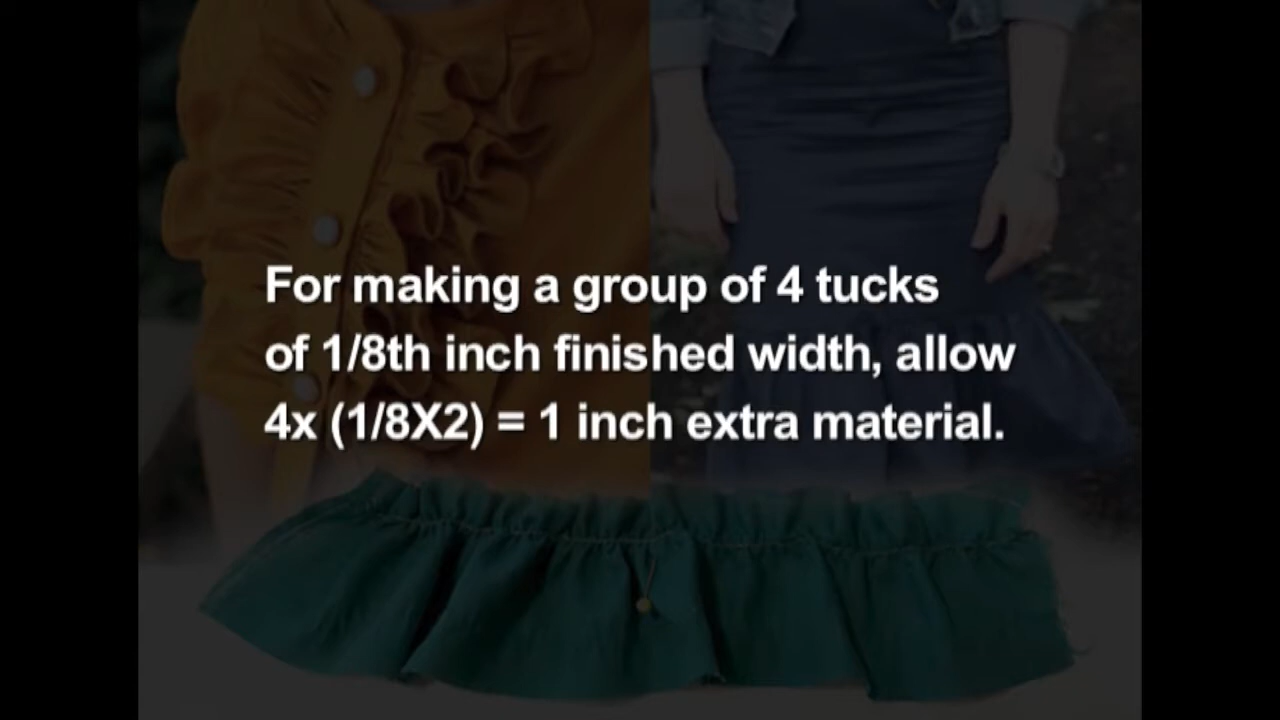 For making a group of 4 tucks
of 1/8th inch finished width, allow
4x (1/8X2) = 1 inch extra material.